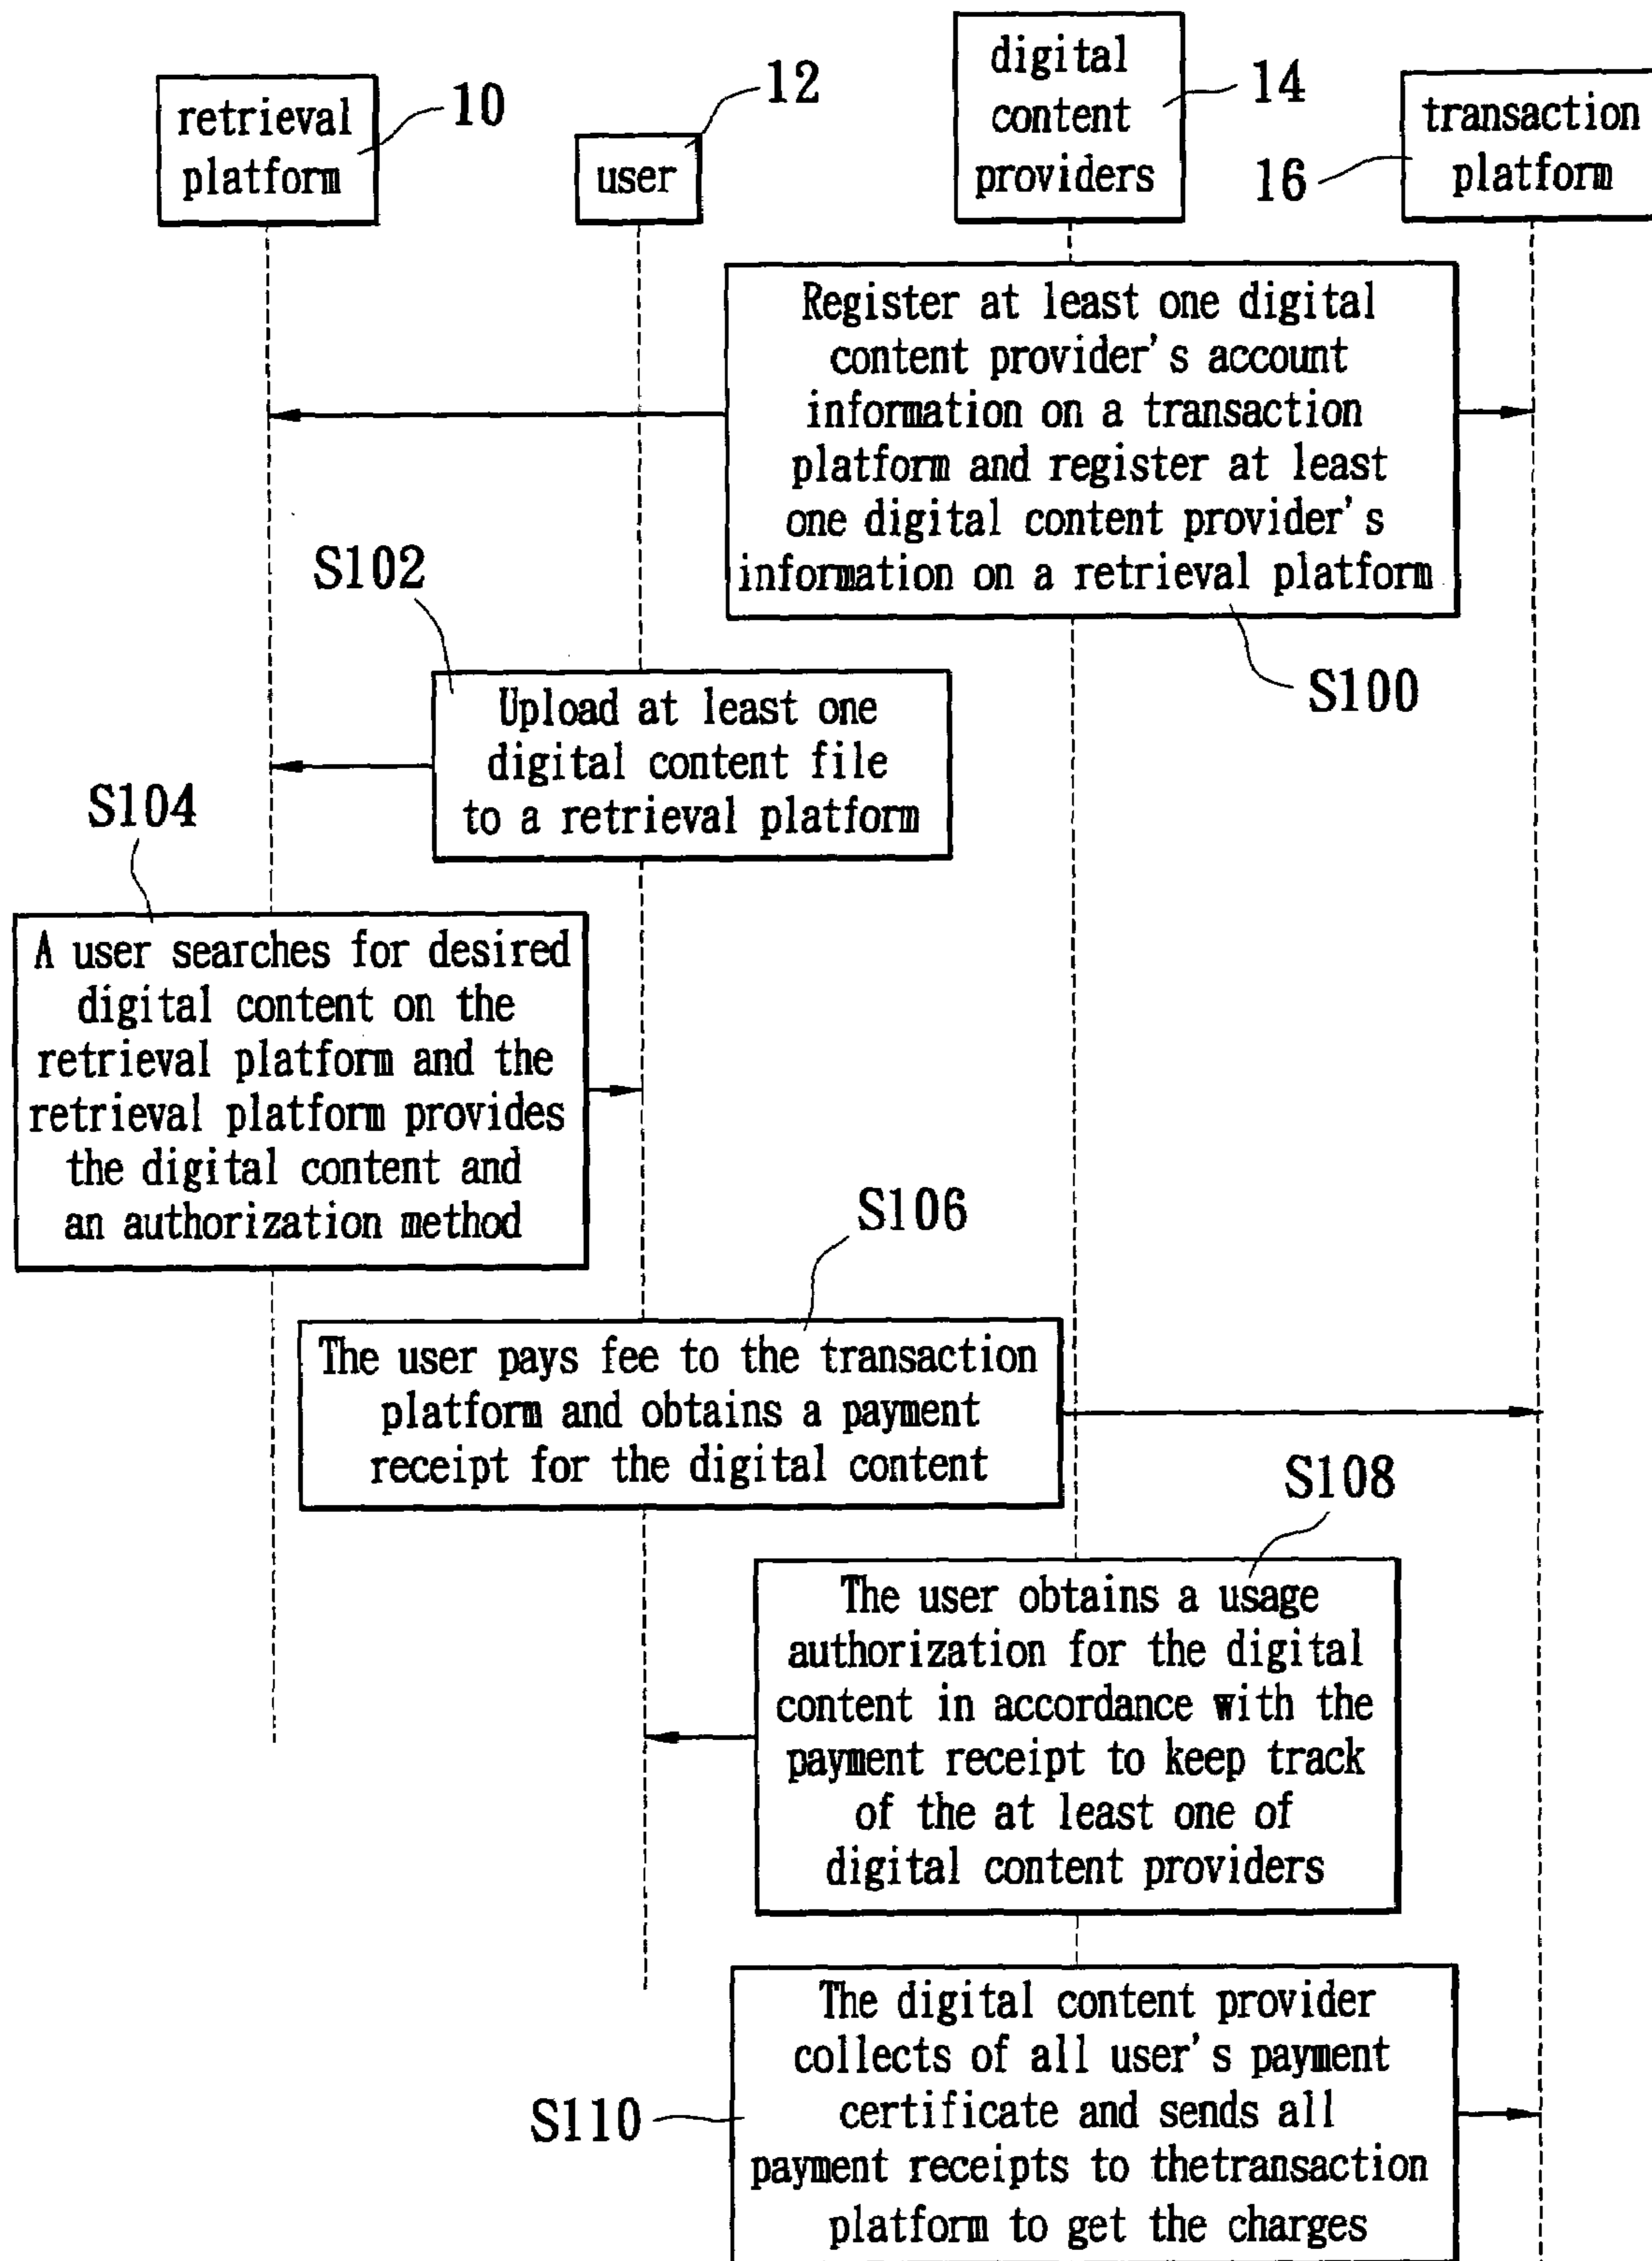 retrieval
platform
10
user
12
digital
content
providers
14
transaction
platform
16
Register at least one digital
content provider's account
information on a transaction
platform and register at least
one digital content provider's
information on a retrieval platform
S100
S102
Upload at least one
digital content file
to a retrieval platform
S104
A user searches for desired
digital content on the
retrieval platform and the
retrieval platform provides
the digital content and
an authorization method
S106
The user pays fee to the transaction
platform and obtains a payment
receipt for the digital content
S108
The user obtains a usage
authorization for the digital
content in accordance with the
payment receipt to keep track
of the at least one of
digital content providers
S110
The digital content provider
collects of all user's payment
certificate and sends all
payment receipts to thetransaction
platform to get the charges